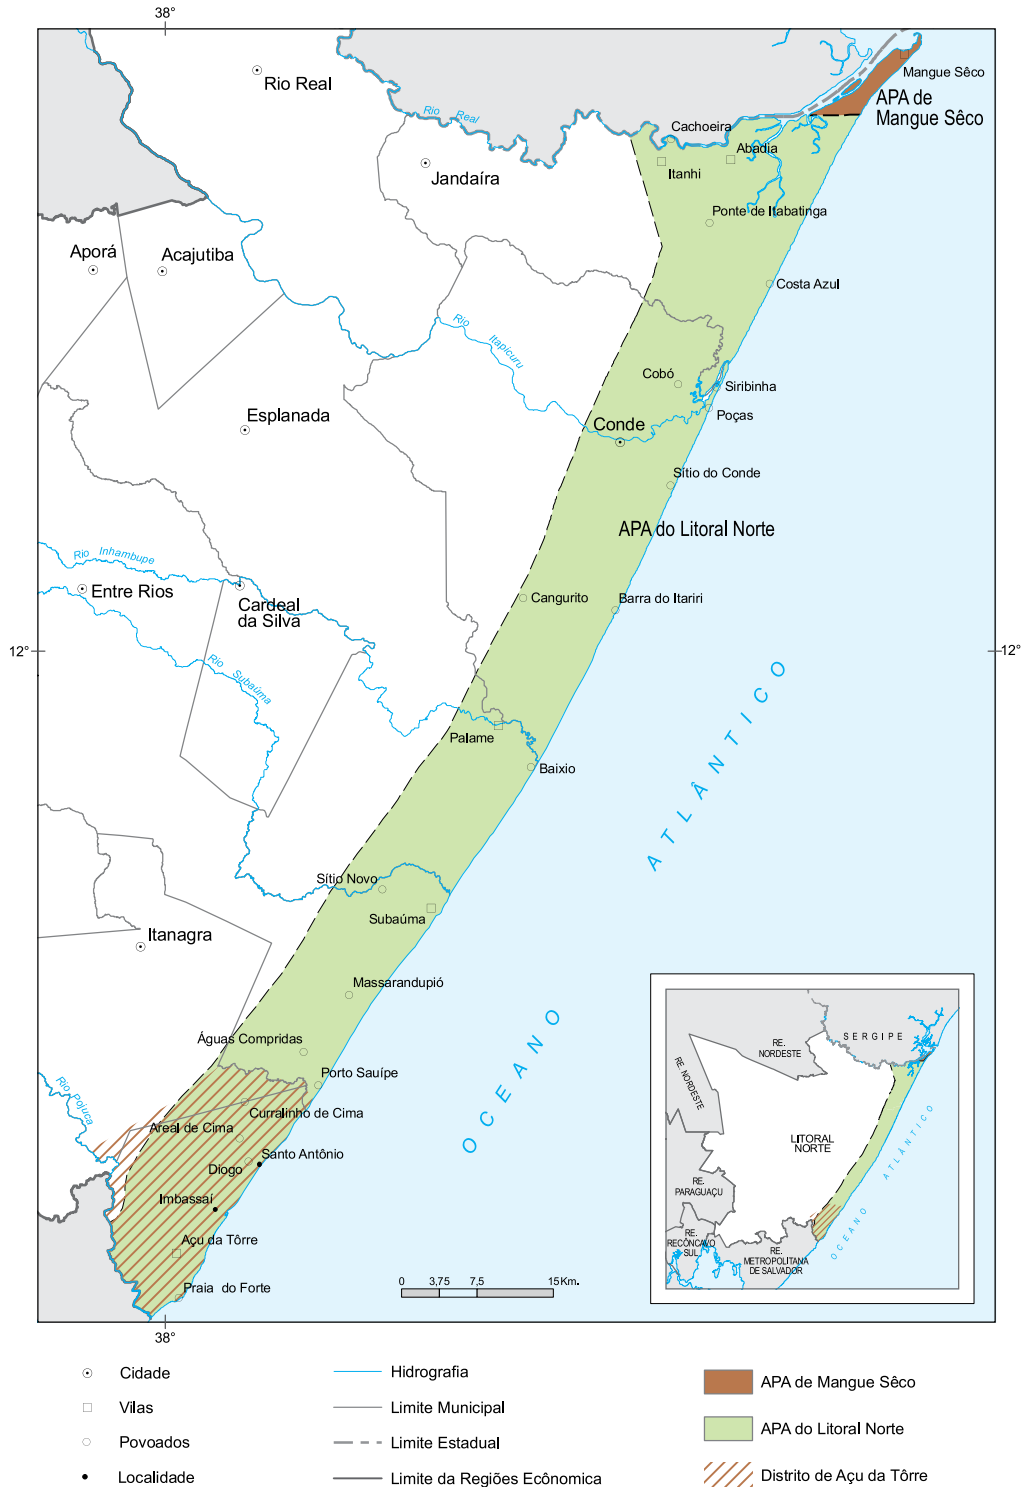 38°
Rio Real
Mangue Sêco
APA de
Mangue Sêco
Rio Real
Cachoeira
Abadia
Itanhi
Jandaíra
Ponte de Itabatinga
Aporá
Acajutiba
Costa Azul
Rio Itapicuru
Cobó
Siribinha
Poças
Esplanada
Conde
Sítio do Conde
APA do Litoral Norte
Rio Inhambupe
Entre Rios
Cardeal
da Silva
Cangurito
Barra do Itariri
12°
12°
Rio Subaúma
Palame
Baixio
OCEANO ATLÂNTICO
Sítio Novo
Subaúma
Itanagra
Massarandupió
Águas Compridas
Porto Sauípe
Rio Pojuca
Curralinho de Cima
Areal de Cima
Santo Antônio
Diogo
Imbassaí
Açu da Tôrre
Praia do Forte
0 3,75 7,5 15Km.
SERGIPE
RE.
NORDESTE
RE. NORDESTE
LITORAL
NORTE
RE.
PARAGUAÇU
RE.
RECÔNCAVO
SUL
RE.
METROPOLITANA
DE SALVADOR
OCEANO ATLÂNTICO
38°
Cidade
Vilas
Povoados
Localidade
Hidrografia
Limite Municipal
Limite Estadual
Limite da Regiões Ecônomica
APA de Mangue Sêco
APA do Litoral Norte
Distrito de Açu da Tôrre